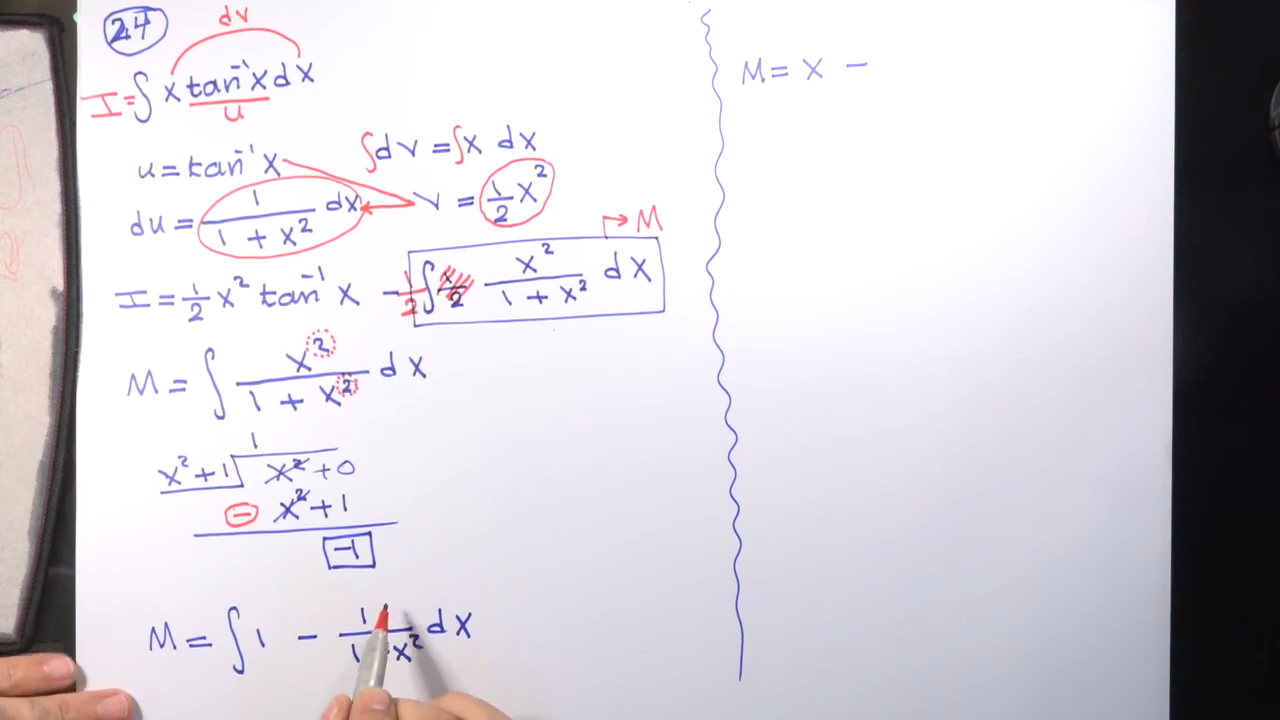 24
dv
I = ∫ x tan⁻¹x dx
u
u = tan⁻¹ x   ∫dv = ∫x dx
du = 1/(1 + x²) dx   v = 1/2 x²
M
I = 1/2 x² tan⁻¹ x - 1/2 ∫ x²/(1 + x²) dx
M = ∫ x²/(1 + x²) dx
1
x² + 1   x² + 0
- x² + 1
-1
M = ∫ 1 - 1/(1 + x²) dx
M = x -